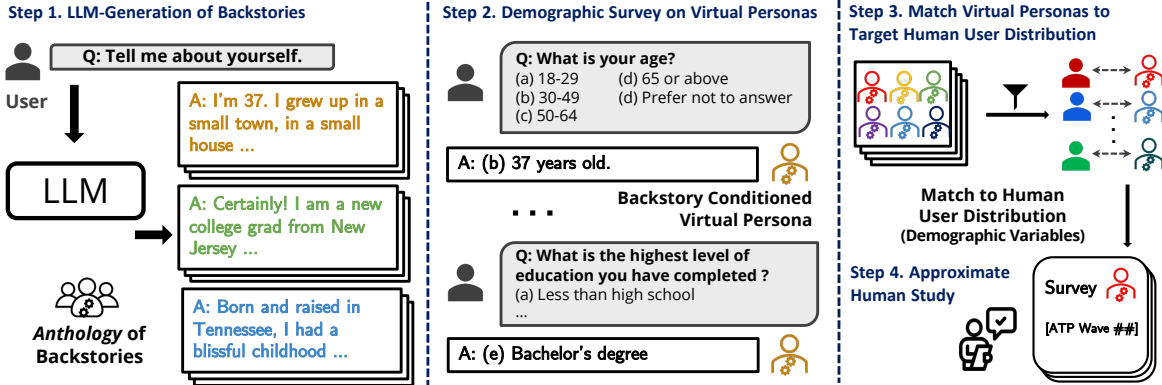 Step 1. LLM-Generation of Backstories
Q: Tell me about yourself.
User
LLM
A: I'm 37. I grew up in a
small town, in a small
house ...
A: Certainly! I am a new
college grad from New
Jersey ...
A: Born and raised in
Tennessee, I had a
blissful childhood ...
Anthology of
Backstories
Step 2. Demographic Survey on Virtual Personas
Q: What is your age?
(a) 18-29 (d) 65 or above
(b) 30-49 (d) Prefer not to answer
(c) 50-64
A: (b) 37 years old.
...
Backstory Conditioned
Virtual Persona
Q: What is the highest level of
education you have completed ?
(a) Less than high school
...
A: (e) Bachelor's degree
Step 3. Match Virtual Personas to
Target Human User Distribution
Match to Human
User Distribution
(Demographic Variables)
Step 4. Approximate
Human Study
Survey
[ATP Wave ##]